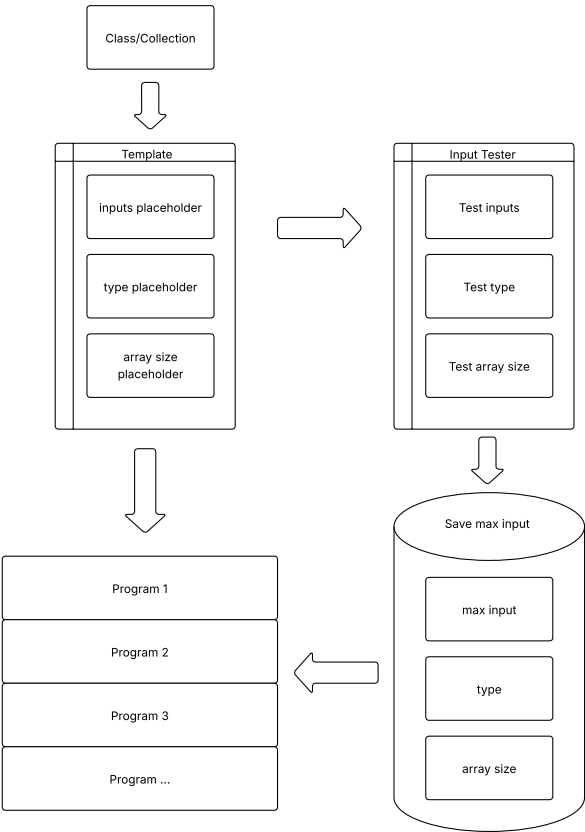 Class/Collection
Template
inputs placeholder
type placeholder
array size
placeholder
Input Tester
Test inputs
Test type
Test array size
Save max input
max input
type
array size
Program 1
Program 2
Program 3
Program ...